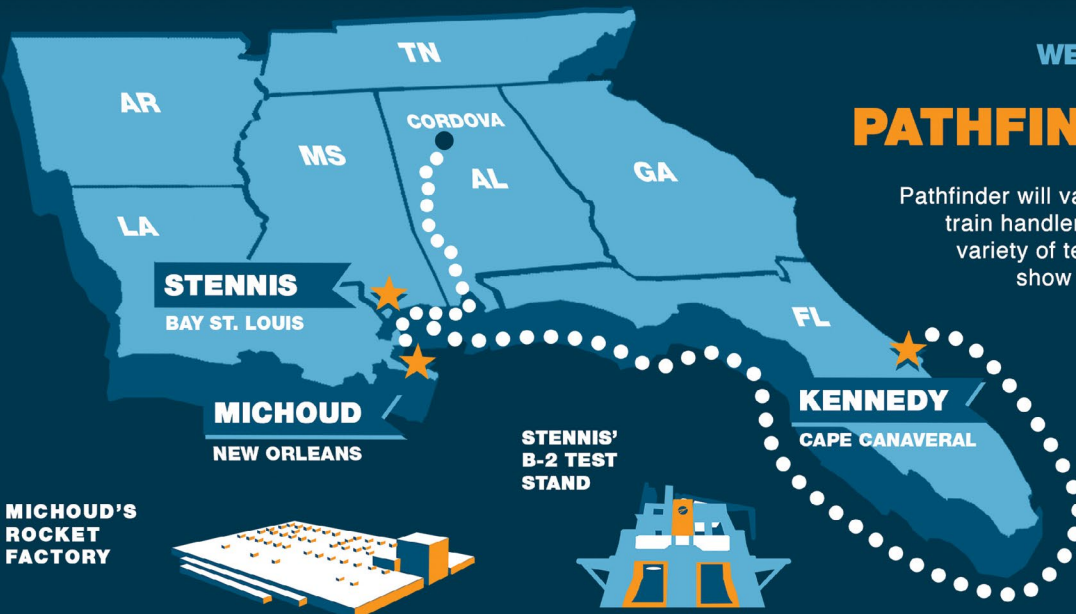 TN
AR
CORDOVA
MS
AL
GA
LA
STENNIS
BAY ST. LOUIS
FL
MICHOUD
NEW ORLEANS
KENNEDY
CAPE CANAVERAL
WE
PATHFIN
Pathfinder will va
train handler
variety of te
show
STENNIS'
B-2 TEST
STAND
MICHOUD'S
ROCKET
FACTORY